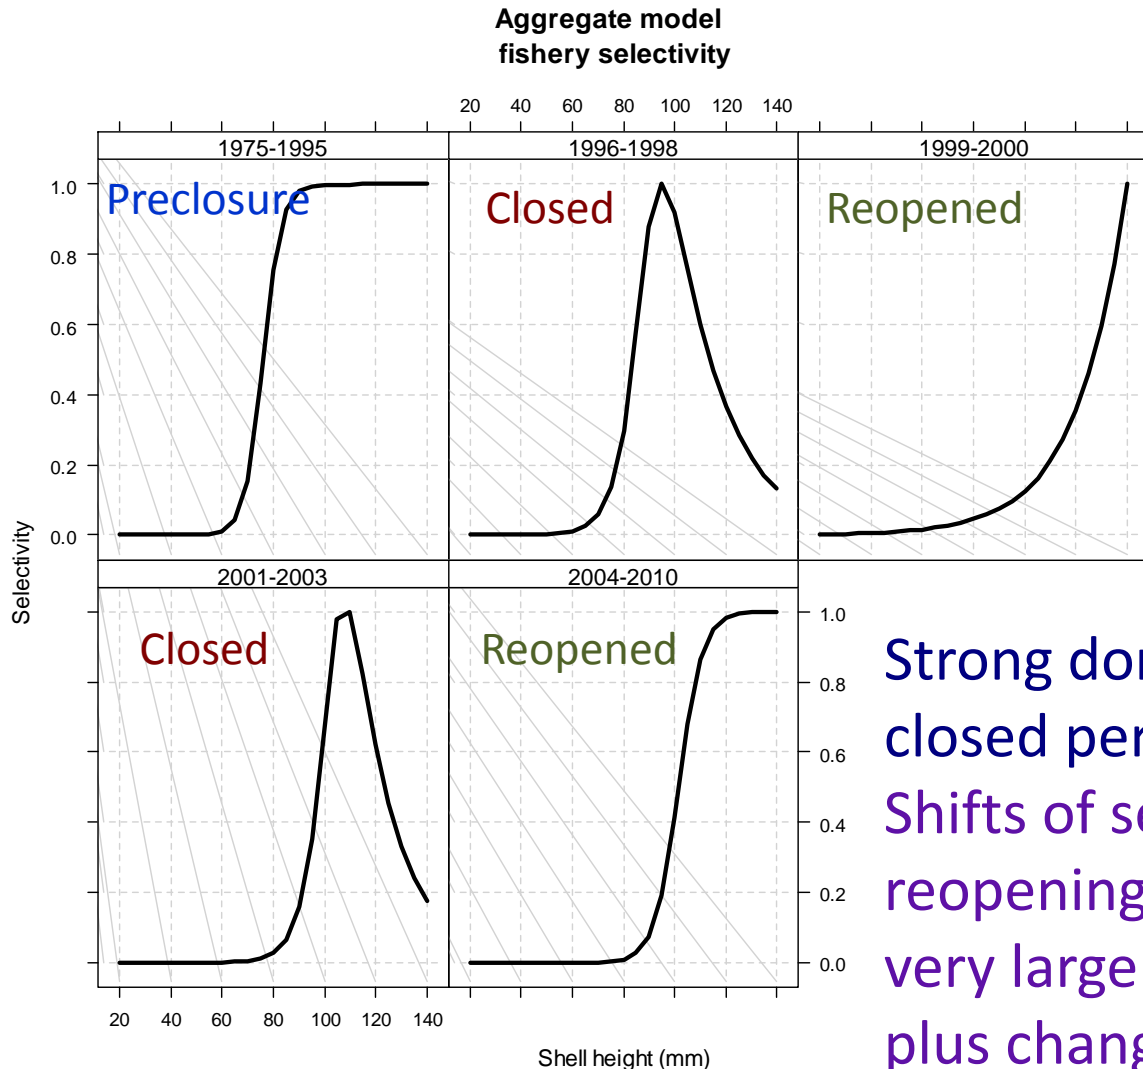 Aggregate model
fishery selectivity
20 40 60 80 100 120 140
1975-1995
1996-1998
1999-2000
Preclosure
Closed
Reopened
1.0
0.8
0.6
0.4
0.2
0.0
Selectivity
2001-2003
2004-2010
Closed
Reopened
1.0
0.8
0.6
0.4
0.2
0.0
20 40 60 80 100 120 140
Shell height (mm)
Strong
closed
Shifts of
reopening
very large
plus